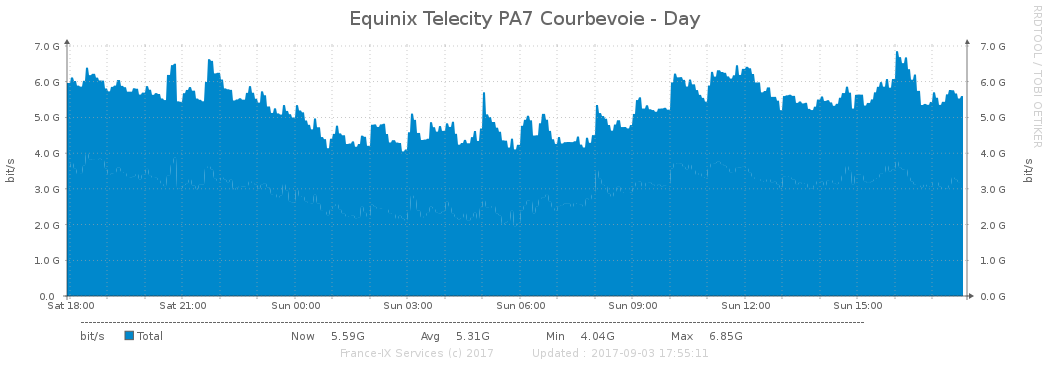 Equinix Telecity PA7 Courbevoie - Day
RRDTOOL / TOBI OETIKER
bit/s
7.0 G 7.0 G
6.0 G 6.0 G
5.0 G 5.0 G
4.0 G 4.0 G
3.0 G 3.0 G
2.0 G 2.0 G
1.0 G 1.0 G
0.0 0.0 G
bit/s
Sat 18:00 Sat 21:00 Sun 00:00 Sun 03:00 Sun 06:00 Sun 09:00 Sun 12:00 Sun 15:00
bit/s Total Now 5.59G Avg 5.31G Min 4.04G Max 6.85G
France-IX Services (c) 2017 Updated : 2017-09-03 17:55:11